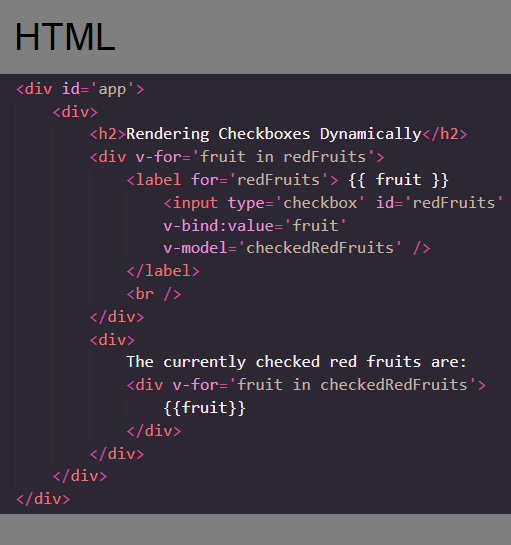 HTML
<div id='app'>
    <div>
        <h2>Rendering Checkboxes Dynamically</h2>
        <div v-for='fruit in redFruits'>
            <label for='redFruits'> {{ fruit }}
                <input type='checkbox' id='redFruits'
                v-bind:value='fruit'
                v-model='checkedRedFruits' />
            </label>
            <br />
        </div>
        <div>
            The currently checked red fruits are:
            <div v-for='fruit in checkedRedFruits'>
                {{fruit}}
            </div>
        </div>
    </div>
</div>